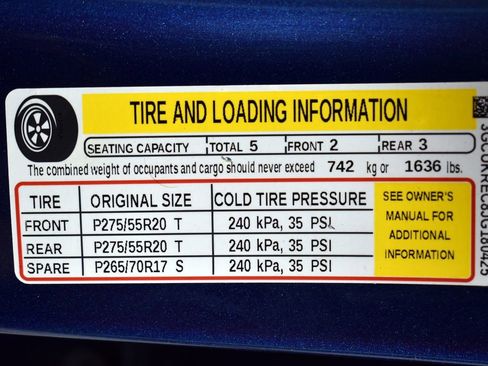 TIRE AND LOADING INFORMATION
SEATING CAPACITY TOTAL 5 FRONT 2 REAR 3
The combined weight of occupants and cargo should never exceed 742 kg or 1636 lbs.
TIRE ORIGINAL SIZE COLD TIRE PRESSURE
FRONT P275/55R20 T 240 kPa, 35 PSI
REAR P275/55R20 T 240 kPa, 35 PSI
SPARE P265/70R17 S 240 kPa, 35 PSI
SEE OWNER'S
MANUAL FOR
ADDITIONAL
INFORMATION